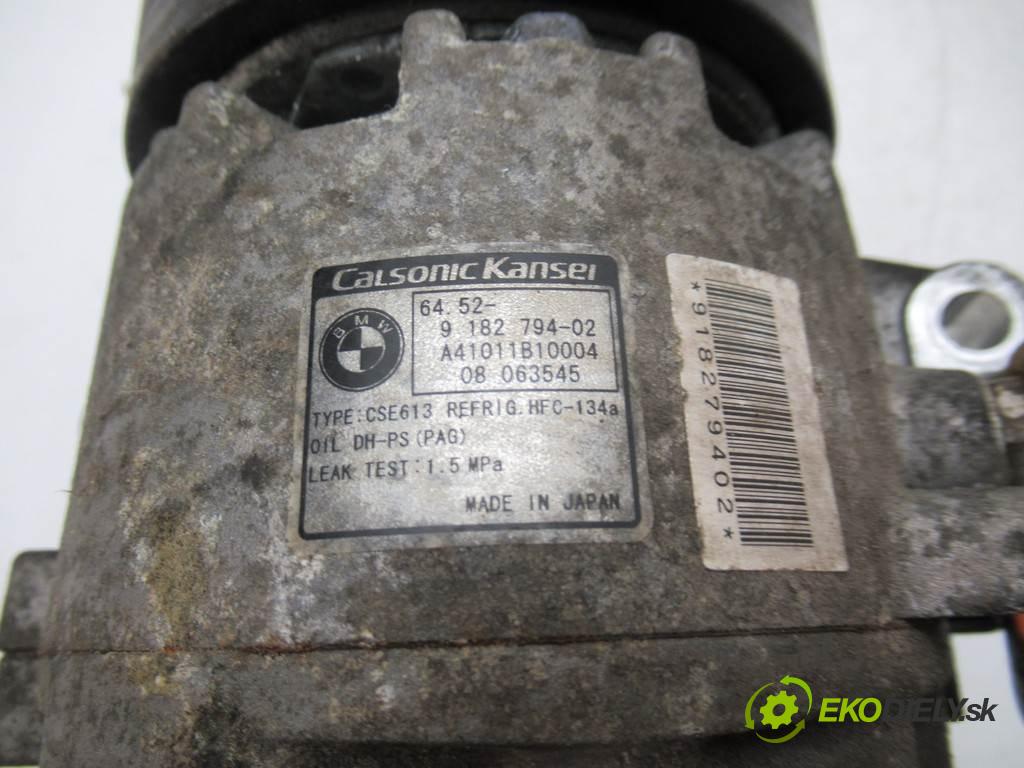 Calsonic Kansei
BMW
64.52-
9 182 794-02
A41011B10004
08 063545
TYPE:CSE613 REFRIG.HFC-134a
OIL DH-PS(PAG)
LEAK TEST:1.5 MPa
MADE IN JAPAN
*918279402*
EKODIELY.sk